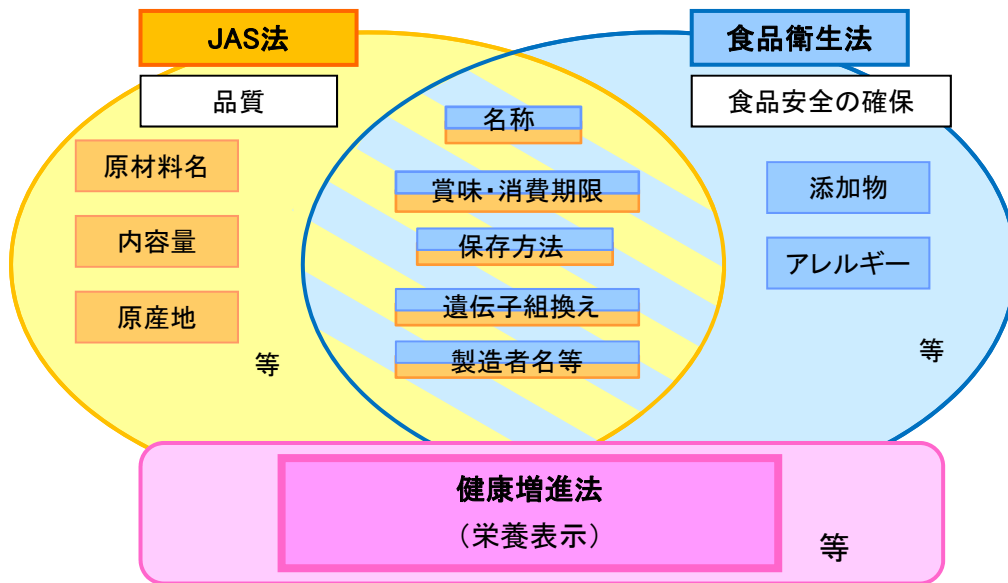 JAS法
品質
原材料名
内容量
原産地
等
名称
賞味・消費期限
保存方法
遺伝子組換え
製造者名等
食品衛生法
食品安全の確保
添加物
アレルギー
等
健康増進法
（栄養表示）
等